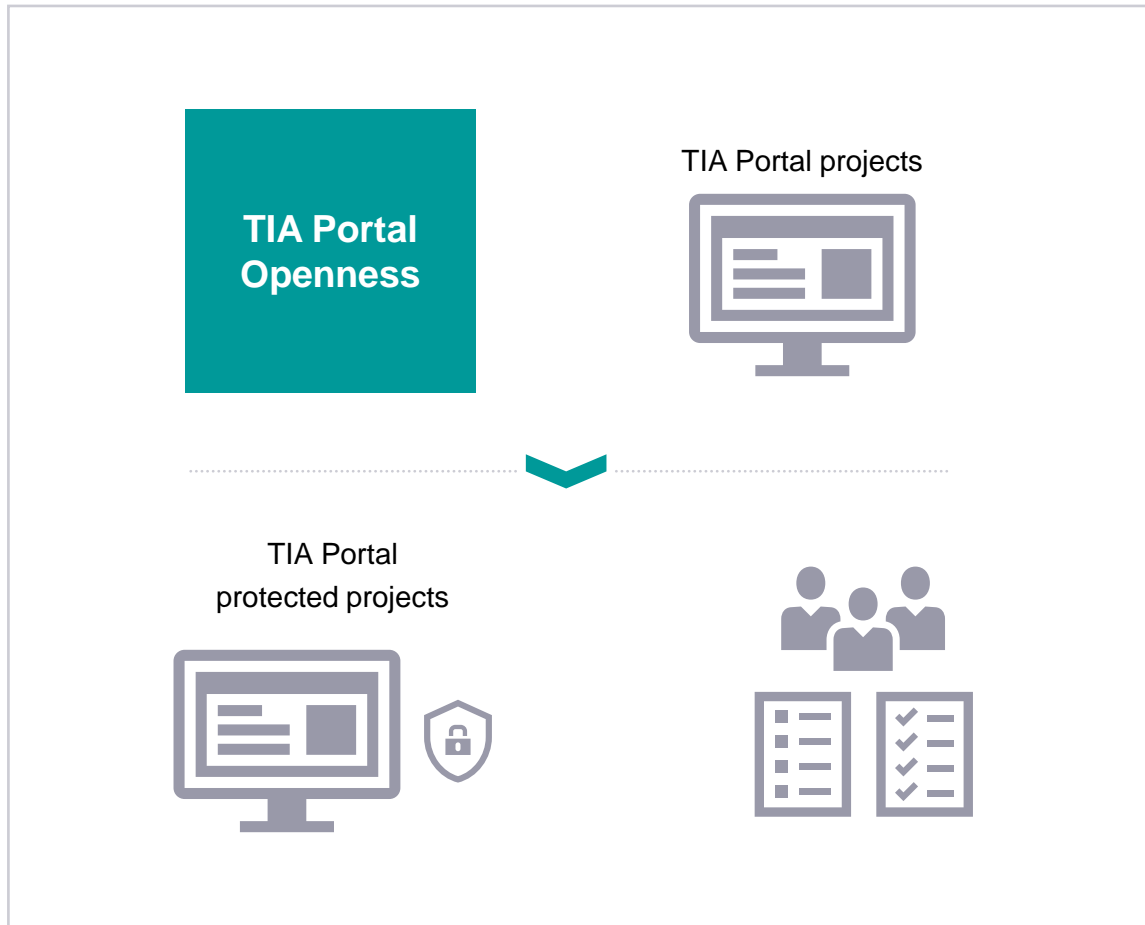 TIA Portal
Openness
TIA Portal projects
TIA Portal
protected projects